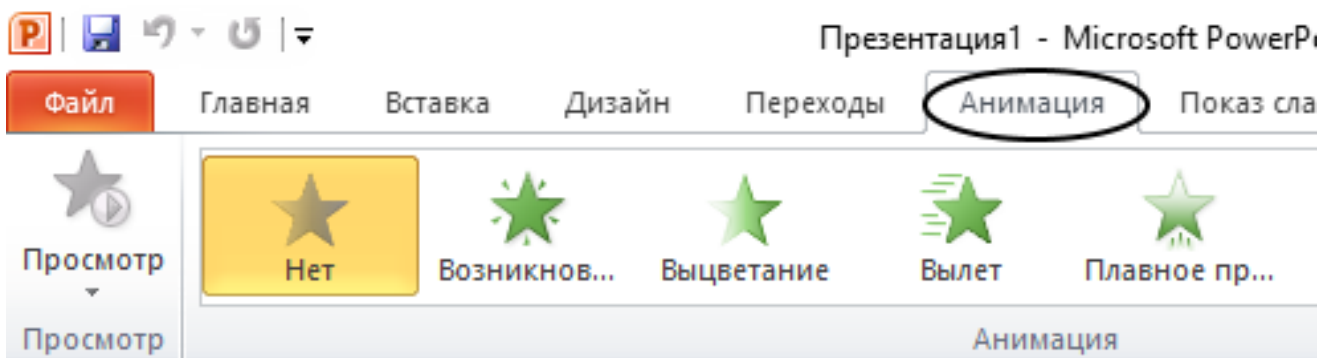 Презентация1 - Microsoft PowerP
Файл Главная Вставка Дизайн Переходы Анимация Показ сла
Просмотр Нет Возникнов... Выцветание Вылет Плавное пр...
Просмотр Анимация